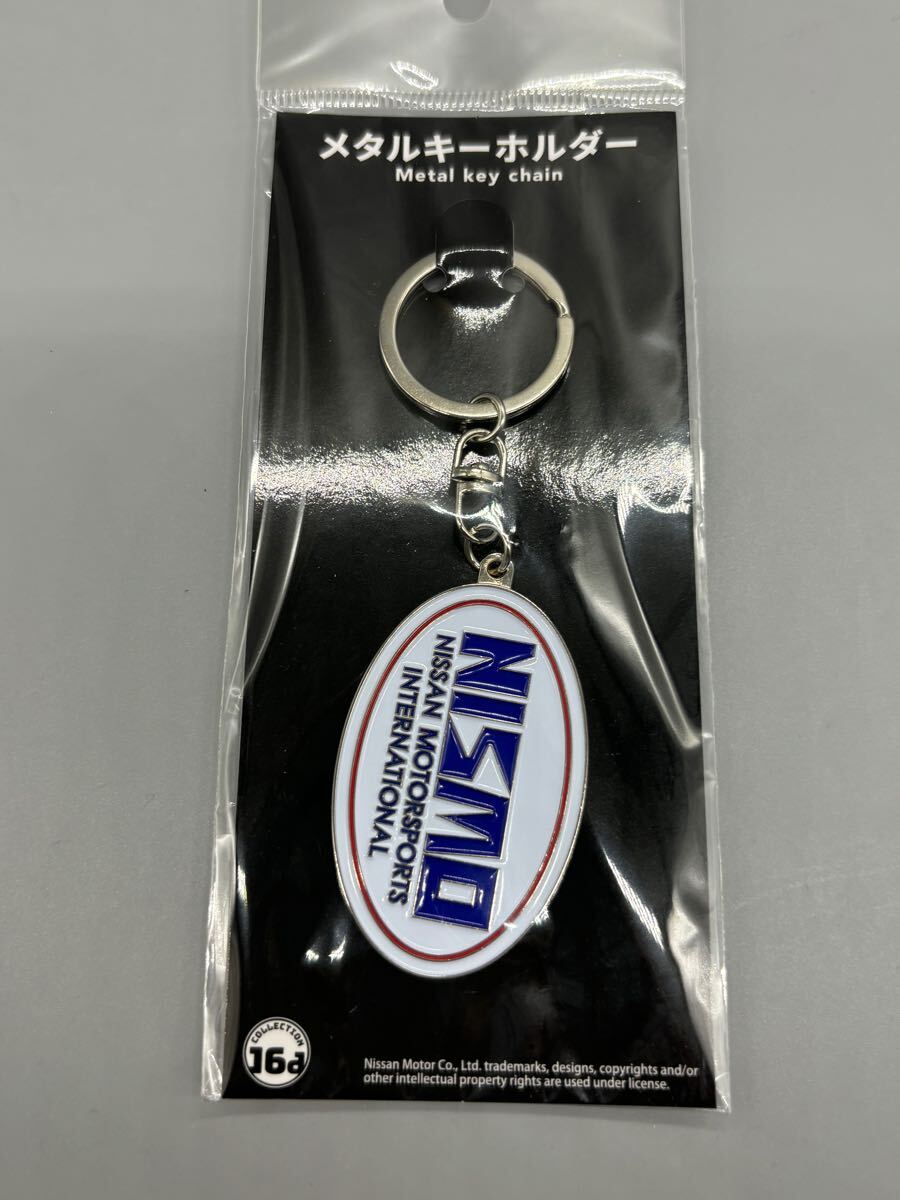 メタルキーホルダー
Metal key chain
NISMO
NISSAN MOTORSPORTS
INTERNATIONAL
COLLECTION
16d
Nissan Motor Co., Ltd. trademarks, designs, copyrights and/or
other intellectual property rights are used under license.